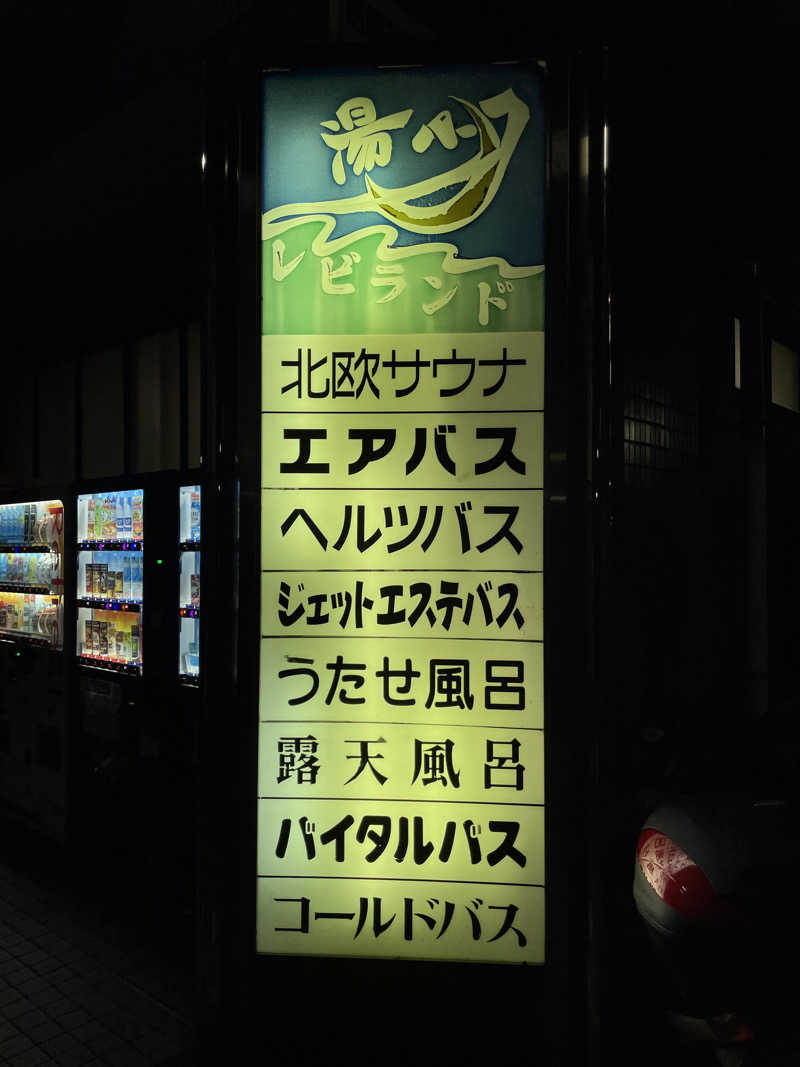 湯パーク
レビランド
北欧サウナ
エアバス
ヘルツバス
ジェットエステバス
うたせ風呂
露天風呂
バイタルバス
コールドバス